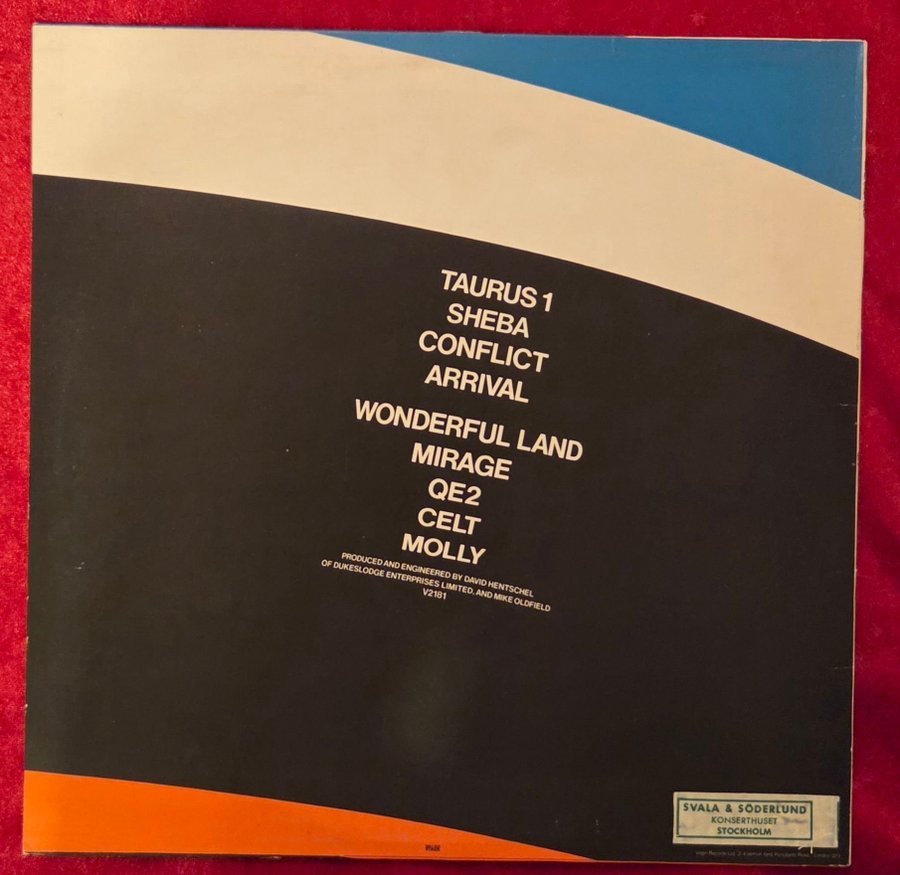 TAURUS 1
SHEBA
CONFLICT
ARRIVAL
WONDERFUL LAND
MIRAGE
QE2
CELT
MOLLY
PRODUCED AND ENGINEERED BY DAVID HENTSCHEL
OF DUKESLODGE ENTERPRISES LIMITED, AND MIKE OLDFIELD
V2181
SVALA & SÖDERLUND
KONSERTHUSET
STOCKHOLM